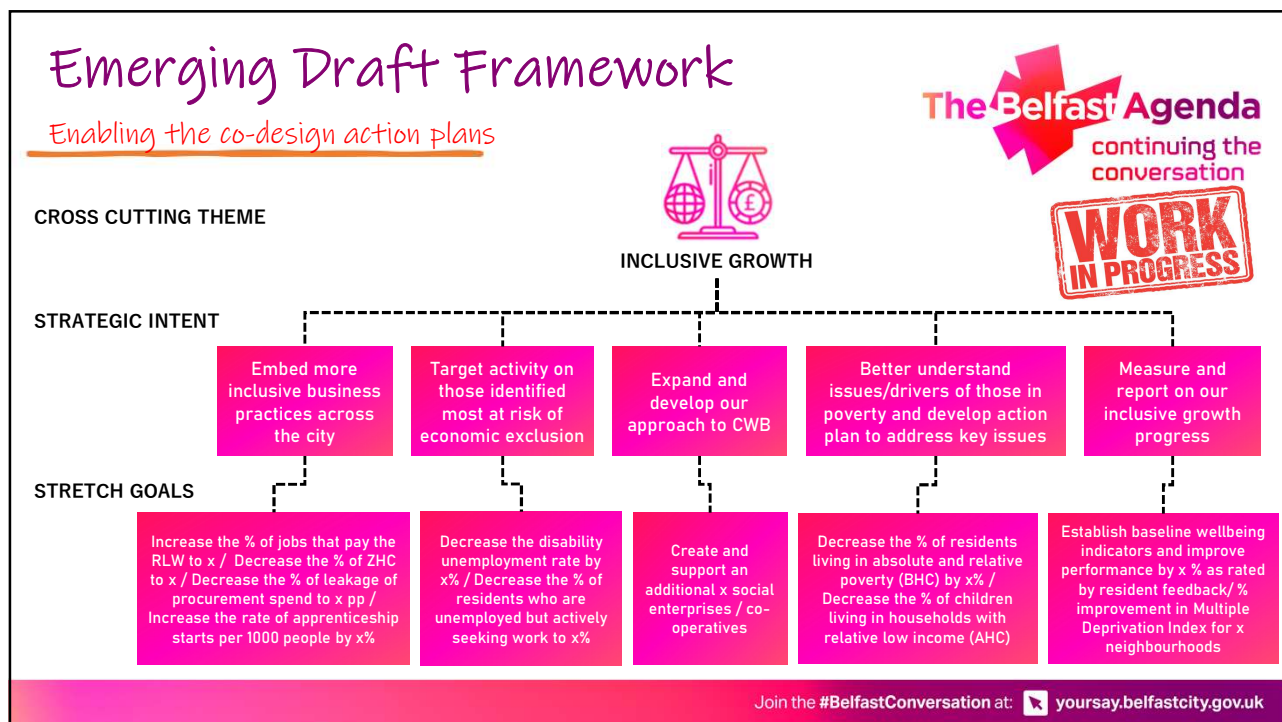 Emerging Draft Framework
Enabling the co-design action plans
The Belfast Agenda
continuing the
conversation
WORK
IN PROGRESS
CROSS CUTTING THEME
INCLUSIVE GROWTH
STRATEGIC INTENT
Embed more
inclusive business
practices across
the city
Target activity on
those identified
most at risk of
economic exclusion
Expand and
develop our
approach to CWB
Better understand
issues/drivers of those in
poverty and develop action
plan to address key issues
Measure and
report on our
inclusive growth
progress
STRETCH GOALS
Increase the % of jobs that pay the
RLW to x / Decrease the % of ZHC
to x / Decrease the % of leakage of
procurement spend to x pp /
Increase the rate of apprenticeship
starts per 1000 people by x%
Decrease the disability
unemployment rate by
x% / Decrease the % of
residents who are
unemployed but actively
seeking work to x%
Create and
support an
additional x social
enterprises / co-
operatives
Decrease the % of residents
living in absolute and relative
poverty (BHC) by x% /
Decrease the % of children
living in households with
relative low income (AHC)
Establish baseline wellbeing
indicators and improve
performance by x % as rated
by resident feedback/ %
improvement in Multiple
Deprivation Index for x
neighbourhoods
Join the #BelfastConversation at: yoursay.belfastcity.gov.uk